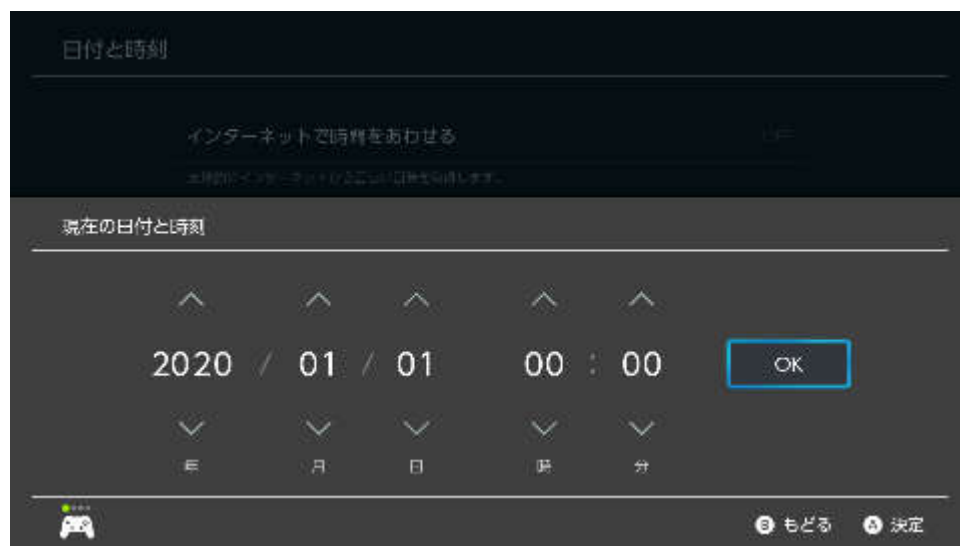 日付と時刻
インターネットで時間をあわせる
現在の日付と時刻
2020 / 01 / 01 00 : 00 OK
年 月 日 時 分
B もどる A 決定